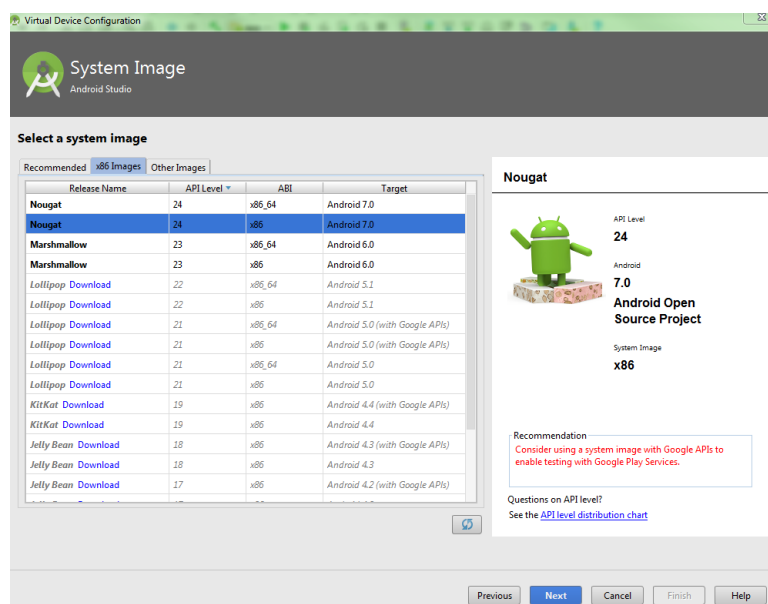 Virtual Device Configuration
System Image
Android Studio
Select a system image
Recommended x86 Images Other Images
Release Name API Level ABI Target
Nougat 24 x86_64 Android 7.0
Nougat 24 x86 Android 7.0
Marshmallow 23 x86_64 Android 6.0
Marshmallow 23 x86 Android 6.0
Lollipop Download 22 x86_64 Android 5.1
Lollipop Download 22 x86 Android 5.1
Lollipop Download 21 x86_64 Android 5.0 (with Google APIs)
Lollipop Download 21 x86 Android 5.0 (with Google APIs)
Lollipop Download 21 x86_64 Android 5.0
Lollipop Download 21 x86 Android 5.0
KitKat Download 19 x86 Android 4.4 (with Google APIs)
KitKat Download 19 x86 Android 4.4
Jelly Bean Download 18 x86 Android 4.3 (with Google APIs)
Jelly Bean Download 18 x86 Android 4.3
Jelly Bean Download 17 x86 Android 4.2 (with Google APIs)
Nougat
API Level
24
Android
7.0
Android Open
Source Project
System Image
x86
Recommendation
Consider using a system image with Google APIs to
enable testing with Google Play Services.
Questions on API level?
See the API level distribution chart
Previous Next Cancel Finish Help